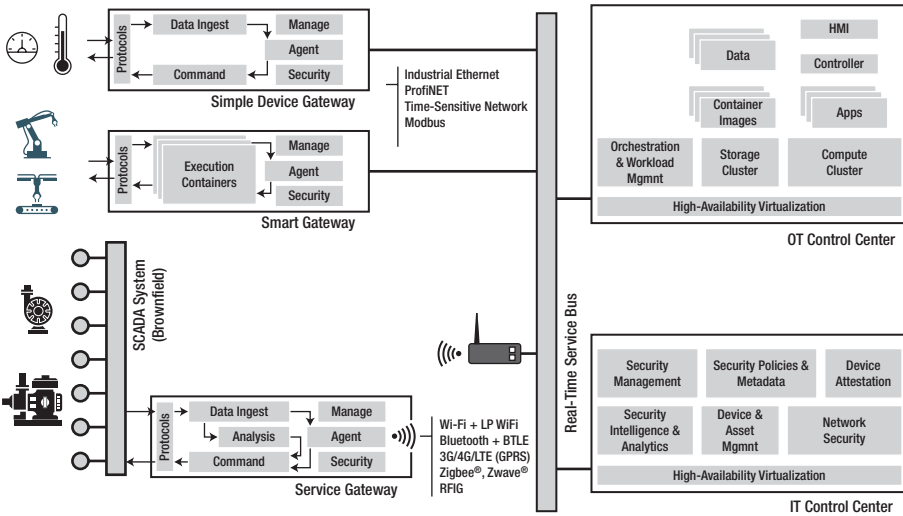 Protocols
Data Ingest
Command
Manage
Agent
Security
Simple Device Gateway
Protocols
Execution
Containers
Manage
Agent
Security
Smart Gateway
Industrial Ethernet
ProfiNET
Time-Sensitive Network
Modbus
SCADA System
(Brownfield)
Protocols
Data Ingest
Analysis
Command
Manage
Agent
Security
Service Gateway
Wi-Fi + LP WiFi
Bluetooth + BTLE
3G/4G/LTE (GPRS)
Zigbee®, Zwave®
RFIG
Real-Time Service Bus
Data
HMI
Controller
Container
Images
Apps
Orchestration
& Workload
Mgmnt
Storage
Cluster
Compute
Cluster
High-Availability Virtualization
OT Control Center
Security
Management
Security Policies &
Metadata
Device
Attestation
Security
Intelligence &
Analytics
Device &
Asset
Mgmnt
Network
Security
High-Availability Virtualization
IT Control Center